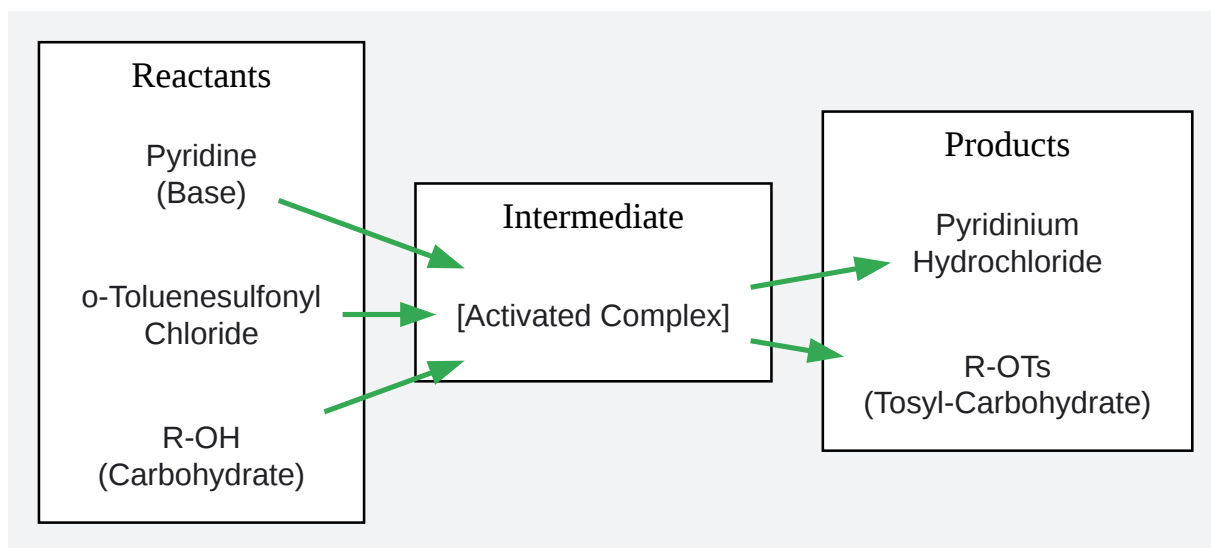 Reactants
Pyridine
(Base)
o-Toluenesulfonyl
Chloride
R-OH
(Carbohydrate)
Intermediate
[Activated Complex]
Products
Pyridinium
Hydrochloride
R-OTs
(Tosyl-Carbohydrate)